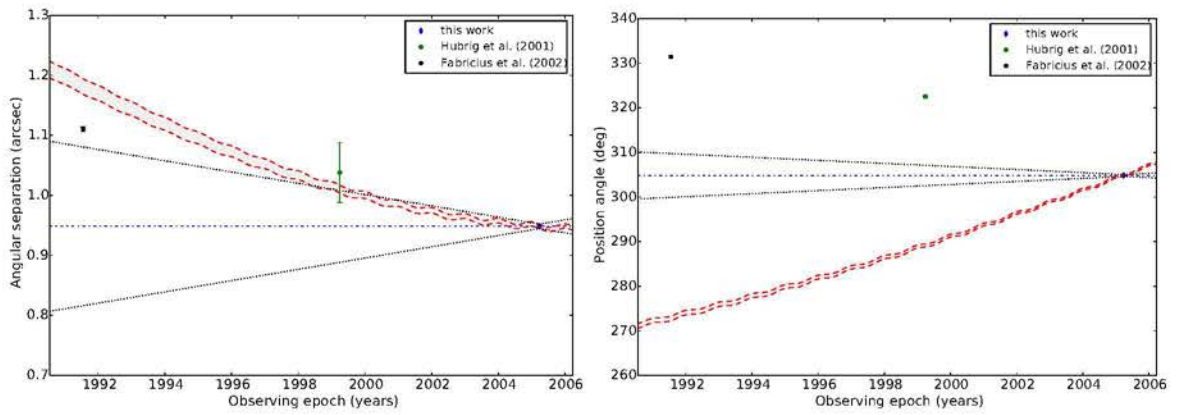 1.3
1.2
1.1
1.0
0.9
0.8
0.7
Angular separation (arcsec)
this work
Hubrig et al. (2001)
Fabricius et al. (2002)
1992 1994 1996 1998 2000 2002 2004 2006
Observing epoch (years)
340
330
320
310
300
290
280
270
260
Position angle (deg)
this work
Hubrig et al. (2001)
Fabricius et al. (2002)
1992 1994 1996 1998 2000 2002 2004 2006
Observing epoch (years)